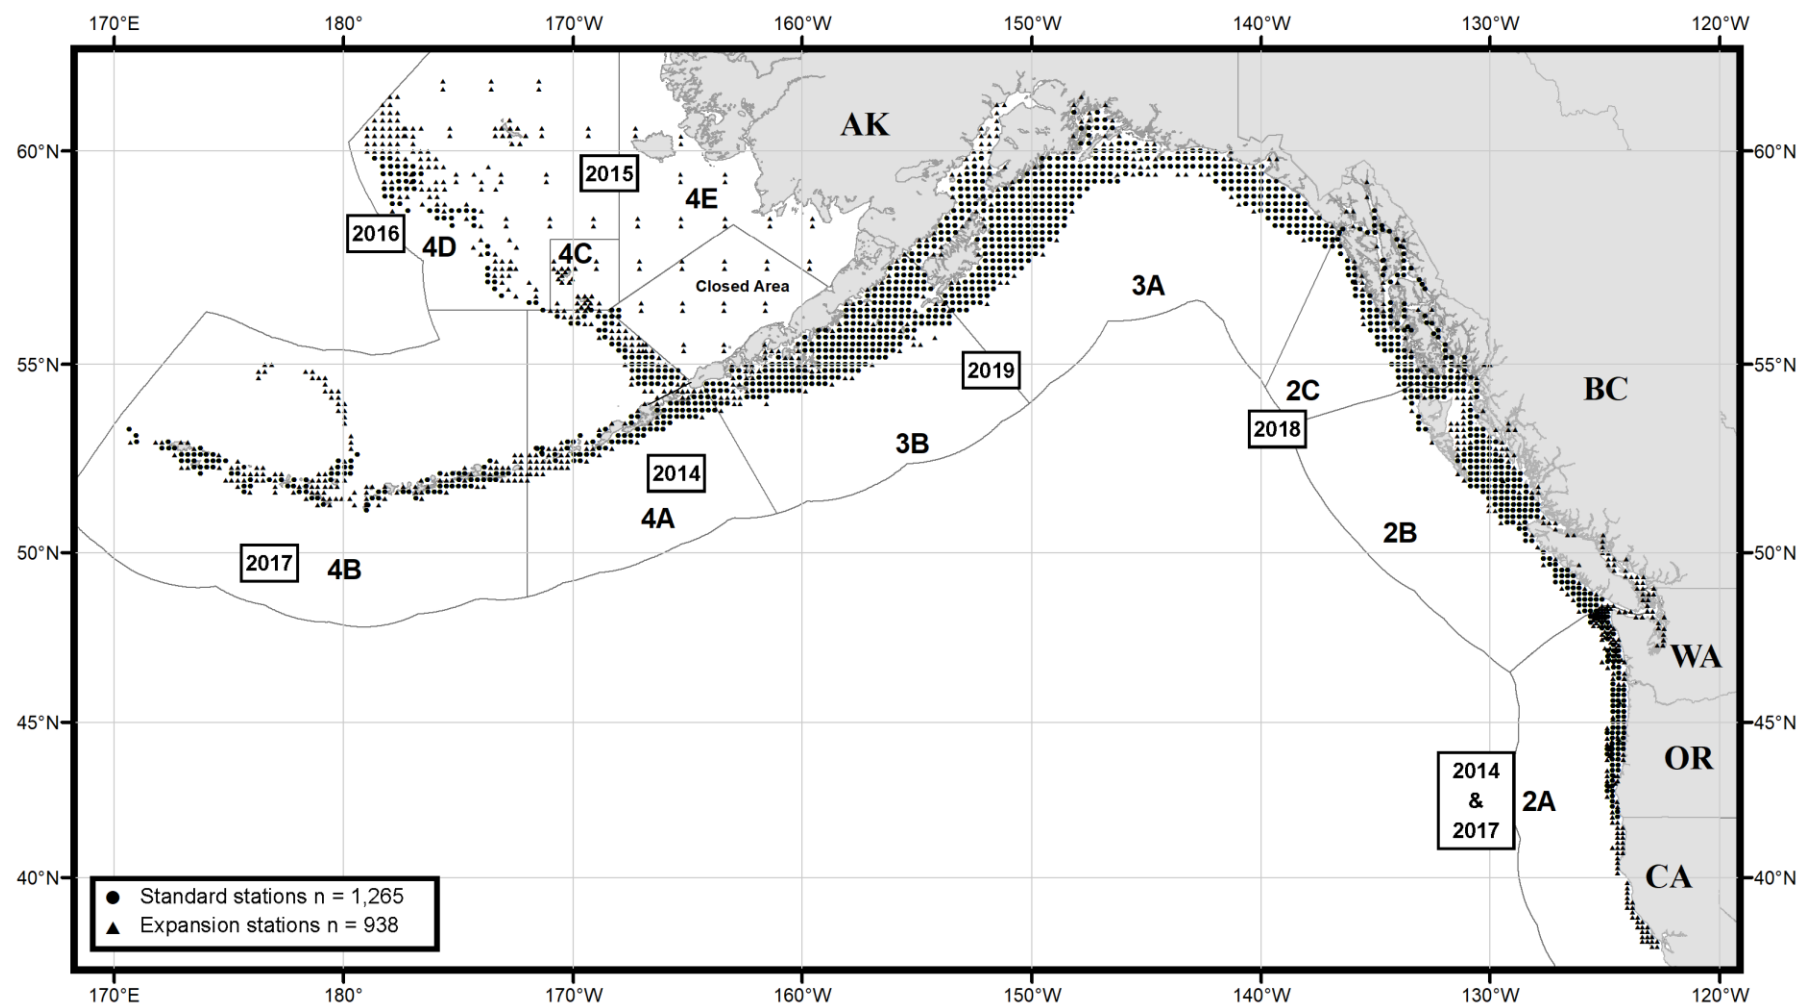 170°E 180° 170°W 160°W 150°W 140°W 130°W 120°W
AK
60°N 60°N
2015
4E
2016
4D
4C
Closed Area
3A
55°N 55°N
2019
2C
BC
2018
3B
2014
4A
2B
50°N 50°N
2017
4B
WA
45°N 45°N
OR
2014
&
2017
2A
40°N 40°N
CA
Standard stations n = 1,265
Expansion stations n = 938
170°E 180° 170°W 160°W 150°W 140°W 130°W 120°W